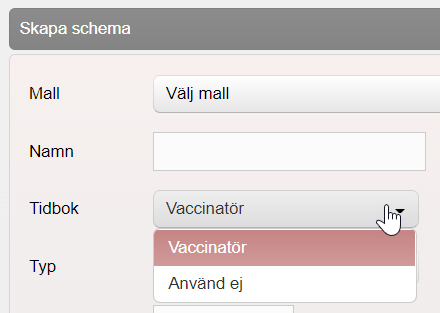 Skapa schema
Mall
Välj mall
Namn
Tidbok
Vaccinatör
Vaccinatör
Typ
Använd ej